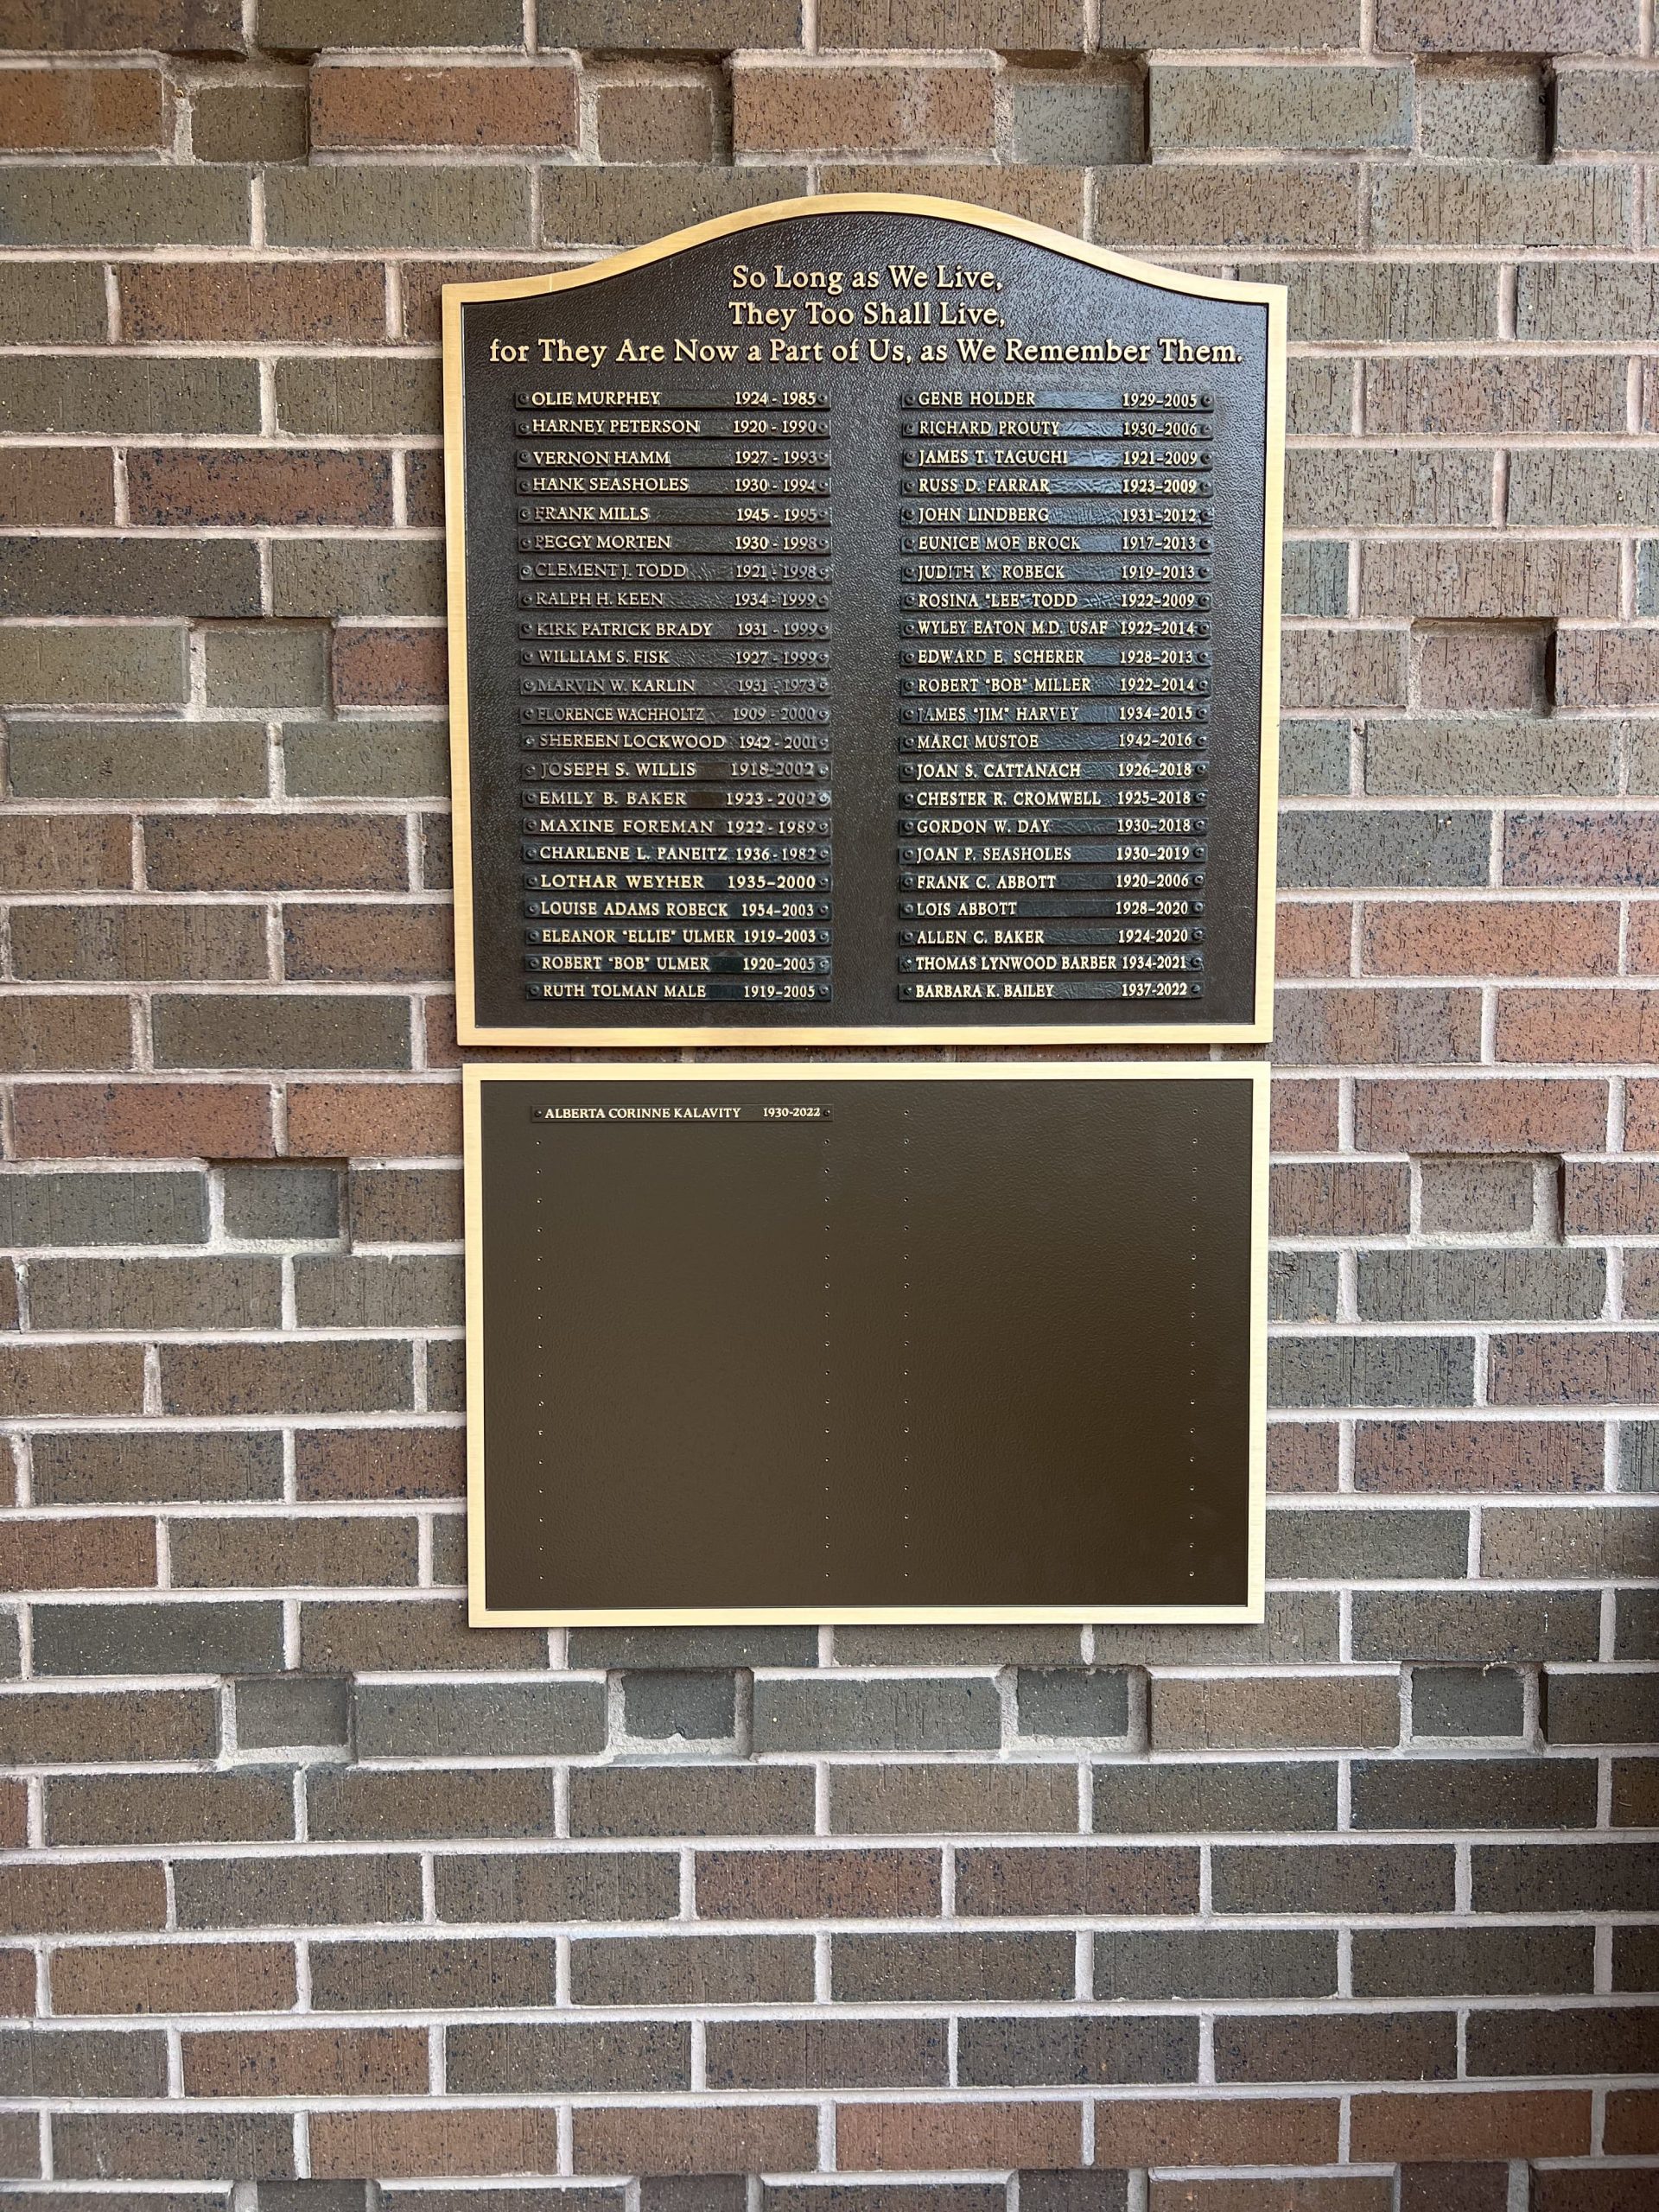 So Long as We Live,
They Too Shall Live,
for They Are Now a Part of Us, as We Remember Them.
OLIE MURPHEY 1924 - 1985
HARNEY PETERSON 1920 - 1990
VERNON HAMM 1927 - 1993
HANK SEASHOLES 1930 - 1994
FRANK MILLS 1945 - 1995
PEGGY MORTEN 1930 - 1998
CLEMENT J. TODD 1921 - 1998
RALPH H. KEEN 1934 - 1999
KIRK PATRICK BRADY 1931 - 1999
WILLIAM S. FISK 1927 - 1999
MARVIN W. KARLIN 1931 - 1973
FLORENCE WACHHOLTZ 1909 - 2000
SHEREEN LOCKWOOD 1942 - 2001
JOSEPH S. WILLIS 1918-2002
EMILY B. BAKER 1923 - 2002
MAXINE FOREMAN 1922 - 1989
CHARLENE L. PANEITZ 1936 - 1982
LOTHAR WEYHER 1935–2000
LOUISE ADAMS ROBECK 1954–2003
ELEANOR "ELLIE" ULMER 1919–2003
ROBERT "BOB" ULMER 1920–2005
RUTH TOLMAN MALE 1919–2005
GENE HOLDER 1929–2005
RICHARD PROUTY 1930–2006
JAMES T. TAGUCHI 1921–2009
RUSS D. FARRAR 1923–2009
JOHN LINDBERG 1931–2012
EUNICE MOE BROCK 1917–2013
JUDITH K. ROBECK 1919–2013
ROSINA "LEE" TODD 1922–2009
WYLEY EATON M.D. USAF 1922–2014
EDWARD E. SCHERER 1928–2013
ROBERT "BOB" MILLER 1922–2014
JAMES "JIM" HARVEY 1934–2015
MARCI MUSTOE 1942–2016
JOAN S. CATTANACH 1926–2018
CHESTER R. CROMWELL 1925–2018
GORDON W. DAY 1930–2018
JOAN P. SEASHOLES 1930–2019
FRANK C. ABBOTT 1920–2006
LOIS ABBOTT 1928–2020
ALLEN C. BAKER 1924-2020
THOMAS LYNWOOD BARBER 1934-2021
BARBARA K. BAILEY 1937-2022
ALBERTA CORINNE KALAVITY 1930-2022